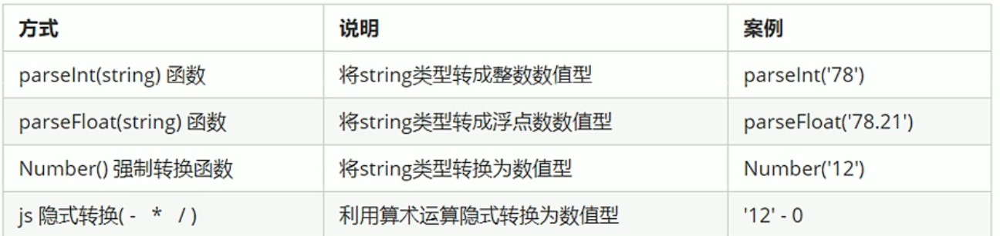 方式 说明 案例
parseInt(string) 函数 将string类型转成整数数值型 parseInt('78')
parseFloat(string) 函数 将string类型转成浮点数数值型 parseFloat('78.21')
Number() 强制转换函数 将string类型转换为数值型 Number('12')
js 隐式转换( - * / ) 利用算术运算隐式转换为数值型 '12' - 0